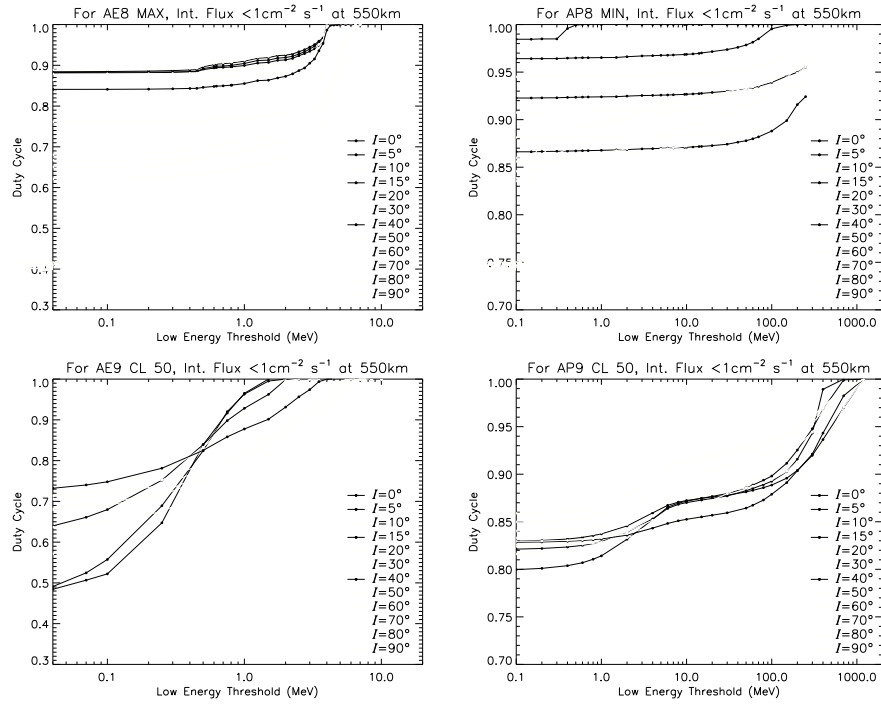 For AE8 MAX, Int. Flux <1cm⁻² s⁻¹ at 550km
1.0
0.9
0.8
0.7
0.6
0.5
0.4
0.3
Duty Cycle
I=0°
I=5°
I=10°
I=15°
I=20°
I=30°
I=40°
I=50°
I=60°
I=70°
I=80°
I=90°
0.1
1.0
10.0
Low Energy Threshold (MeV)
For AP8 MIN, Int. Flux <1cm⁻² s⁻¹ at 550km
1.00
0.95
0.90
0.85
0.80
0.75
0.70
Duty Cycle
I=0°
I=5°
I=10°
I=15°
I=20°
I=30°
I=40°
I=50°
I=60°
I=70°
I=80°
I=90°
0.1
1.0
10.0
100.0
1000.0
Low Energy Threshold (MeV)
For AE9 CL 50, Int. Flux <1cm⁻² s⁻¹ at 550km
1.0
0.9
0.8
0.7
0.6
0.5
0.4
0.3
Duty Cycle
I=0°
I=5°
I=10°
I=15°
I=20°
I=30°
I=40°
I=50°
I=60°
I=70°
I=80°
I=90°
0.1
1.0
10.0
Low Energy Threshold (MeV)
For AP9 CL 50, Int. Flux <1cm⁻² s⁻¹ at 550km
1.00
0.95
0.90
0.85
0.80
0.75
0.70
Duty Cycle
I=0°
I=5°
I=10°
I=15°
I=20°
I=30°
I=40°
I=50°
I=60°
I=70°
I=80°
I=90°
0.1
1.0
10.0
100.0
1000.0
Low Energy Threshold (MeV)